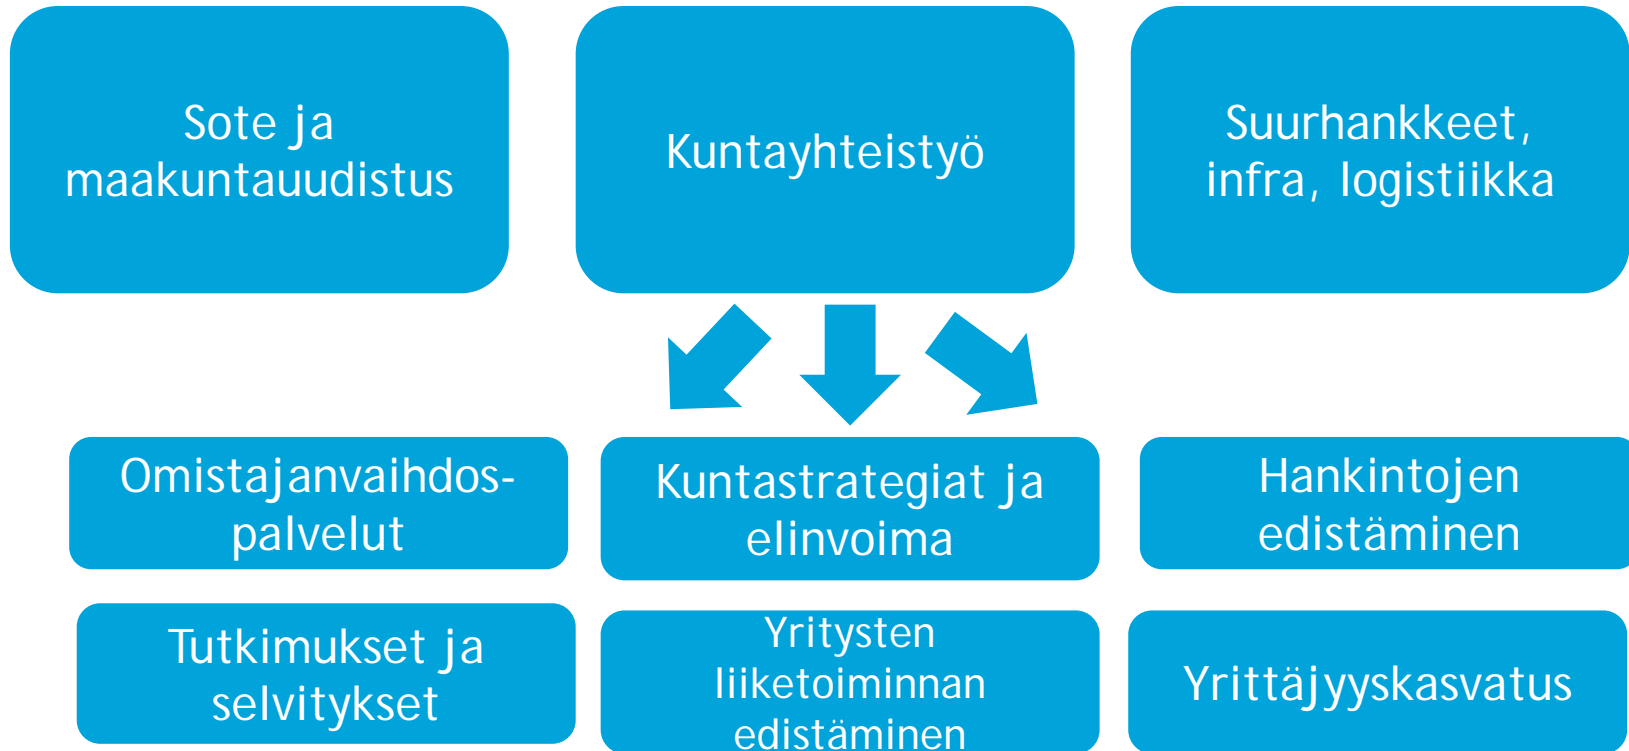 Sote ja
maakuntauudistus
Kuntayhteistyö
Suurhankkeet,
infra, logistiikka
Omistajanvaihdos-
palvelut
Kuntastrategiat ja
elinvoima
Hankintojen
edistäminen
Tutkimukset ja
selvitykset
Yritysten
liiketoiminnan
edistäminen
Yrittäjyyskasvatus